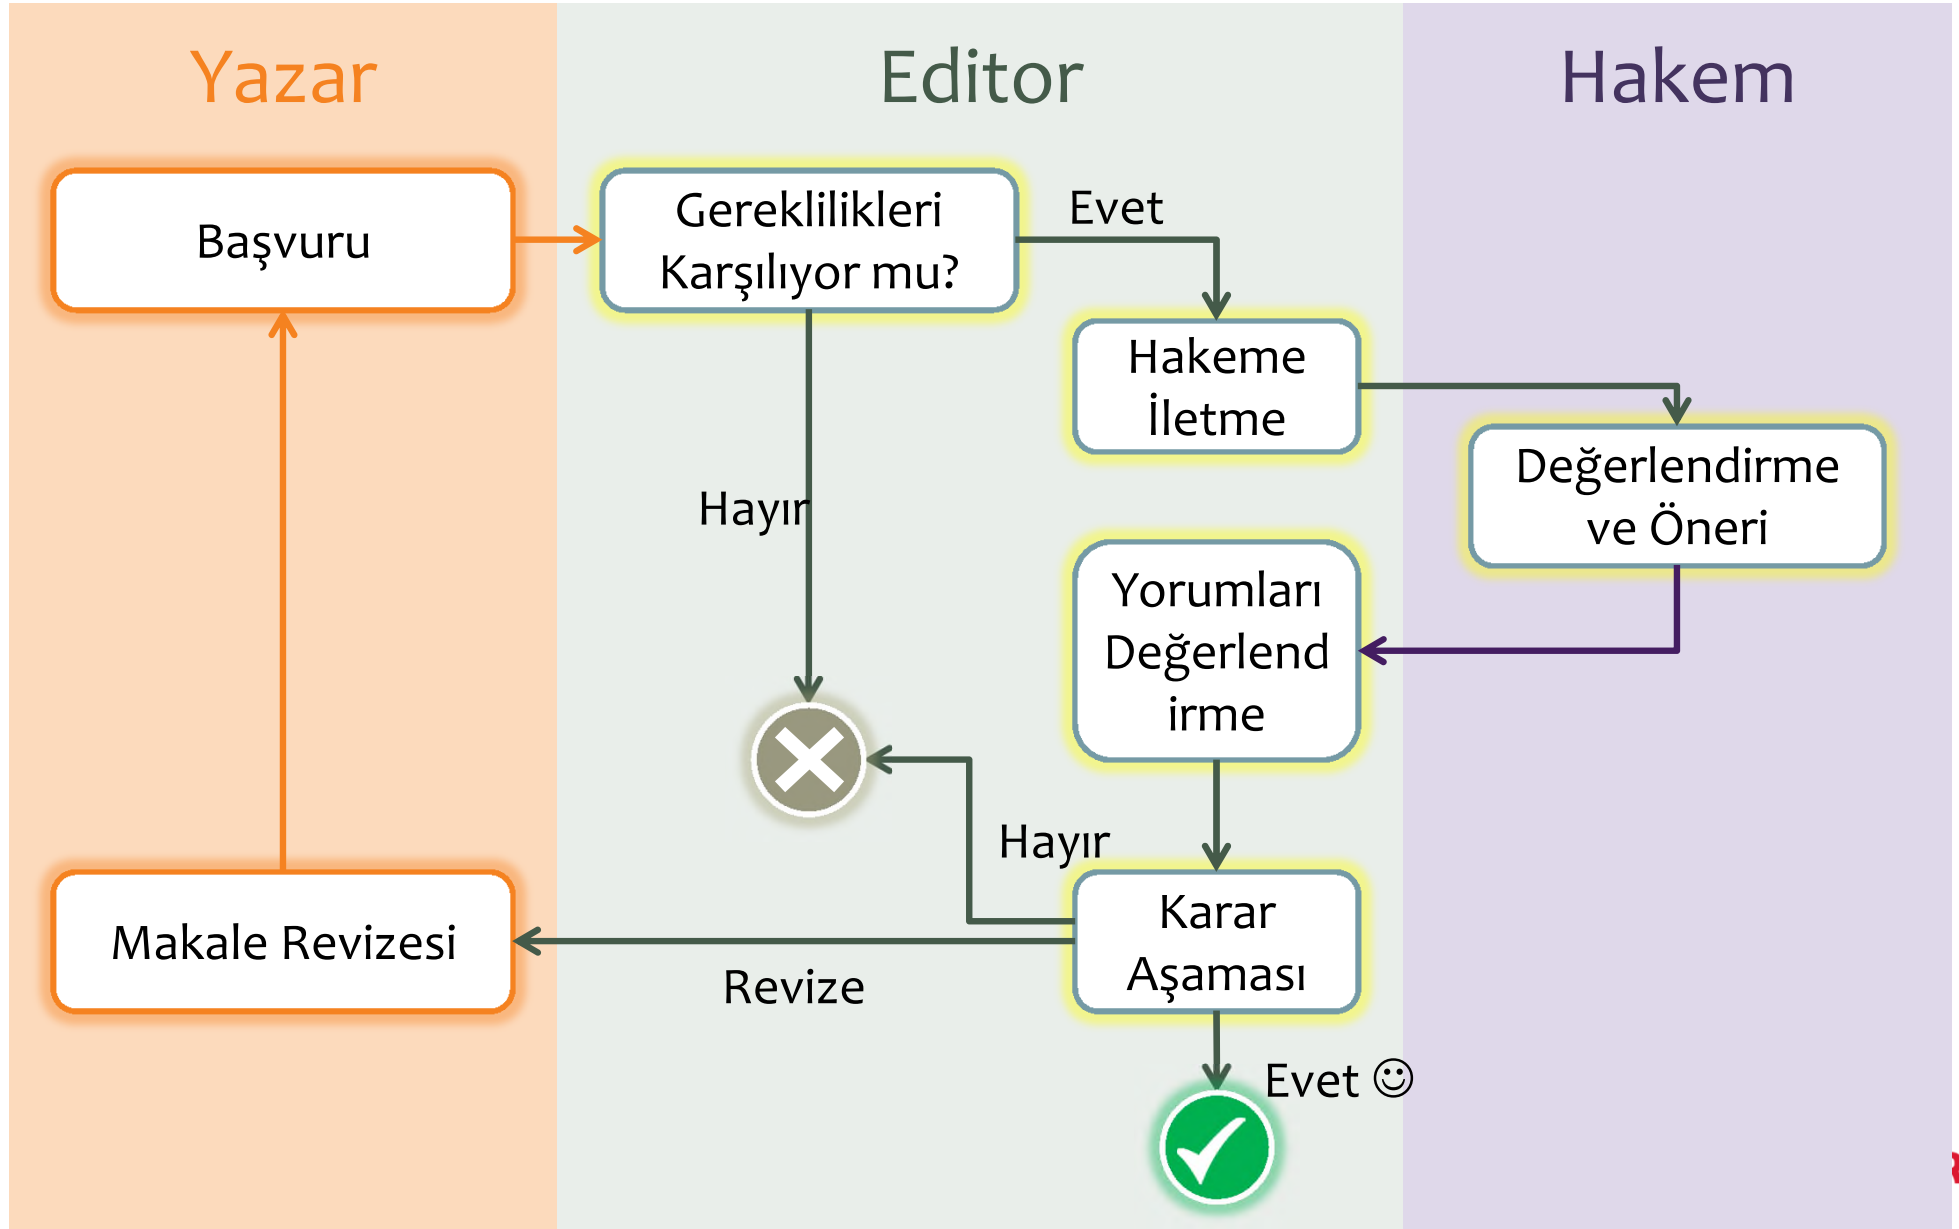 Yazar
Editor
Hakem
Başvuru
Gereklilikleri
Karşılıyor mu?
Evet
Hakeme
İletme
Değerlendirme
ve Öneri
Hayır
Yorumları
Değerlend
irme
Hayır
Karar
Aşaması
Makale Revizesi
Revize
Evet ☺